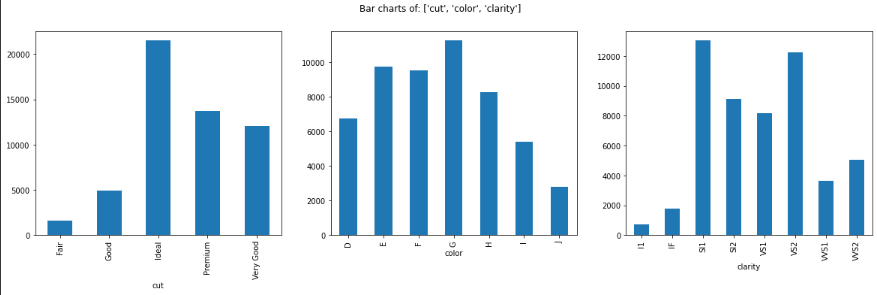 Bar charts of: ['cut', 'color', 'clarity']
20000
15000
10000
5000
0
Fair
Good
Ideal
Premium
Very Good
cut
10000
8000
6000
4000
2000
0
D
E
F
G
H
I
J
color
12000
10000
8000
6000
4000
2000
0
I1
IF
SI1
SI2
VS1
VS2
VVS1
VVS2
clarity